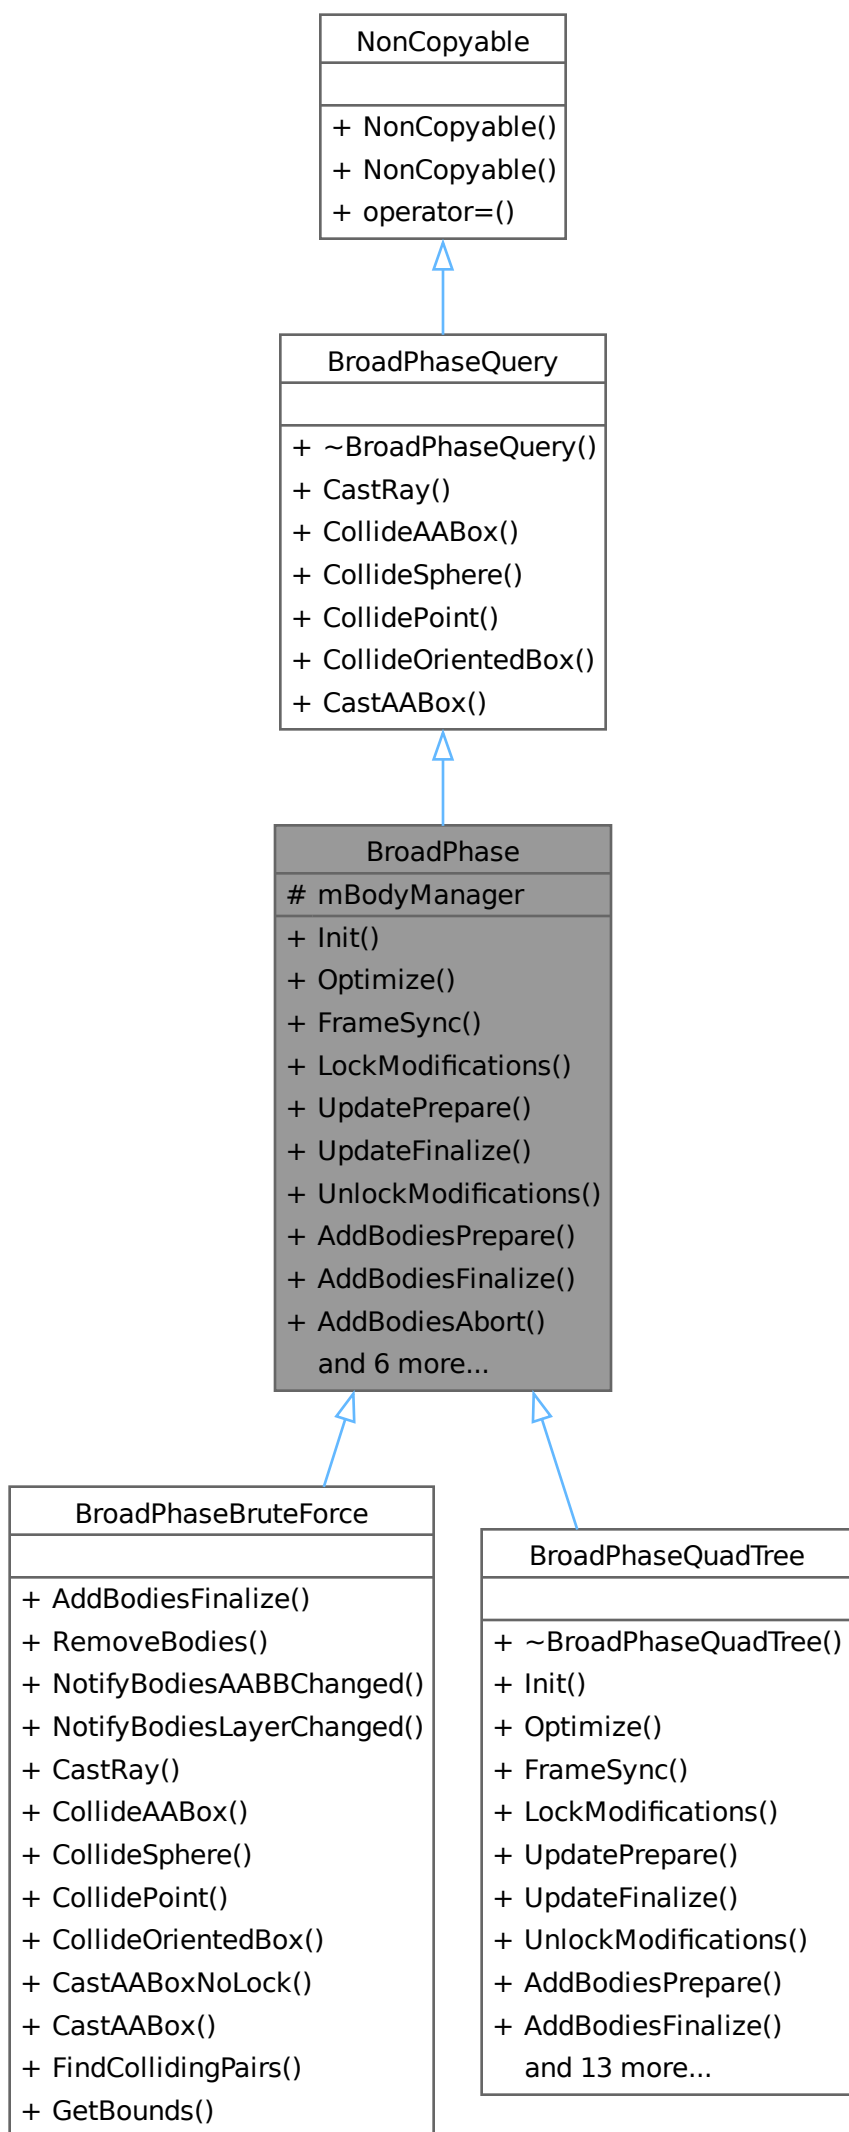 NonCopyable
+ NonCopyable()
+ NonCopyable()
+ operator=()
BroadPhaseQuery
+ ~BroadPhaseQuery()
+ CastRay()
+ CollideAABox()
+ CollideSphere()
+ CollidePoint()
+ CollideOrientedBox()
+ CastAABox()
BroadPhase
# mBodyManager
+ Init()
+ Optimize()
+ FrameSync()
+ LockModifications()
+ UpdatePrepare()
+ UpdateFinalize()
+ UnlockModifications()
+ AddBodiesPrepare()
+ AddBodiesFinalize()
+ AddBodiesAbort()
and 6 more...
BroadPhaseBruteForce
+ AddBodiesFinalize()
+ RemoveBodies()
+ NotifyBodiesAABBChanged()
+ NotifyBodiesLayerChanged()
+ CastRay()
+ CollideAABox()
+ CollideSphere()
+ CollidePoint()
+ CollideOrientedBox()
+ CastAABoxNoLock()
+ CastAABox()
+ FindCollidingPairs()
+ GetBounds()
BroadPhaseQuadTree
+ ~BroadPhaseQuadTree()
+ Init()
+ Optimize()
+ FrameSync()
+ LockModifications()
+ UpdatePrepare()
+ UpdateFinalize()
+ UnlockModifications()
+ AddBodiesPrepare()
+ AddBodiesFinalize()
and 13 more...